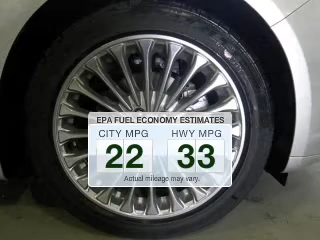 EPA FUEL ECONOMY ESTIMATES
CITY MPG HWY MPG
22 33
Actual mileage may vary.